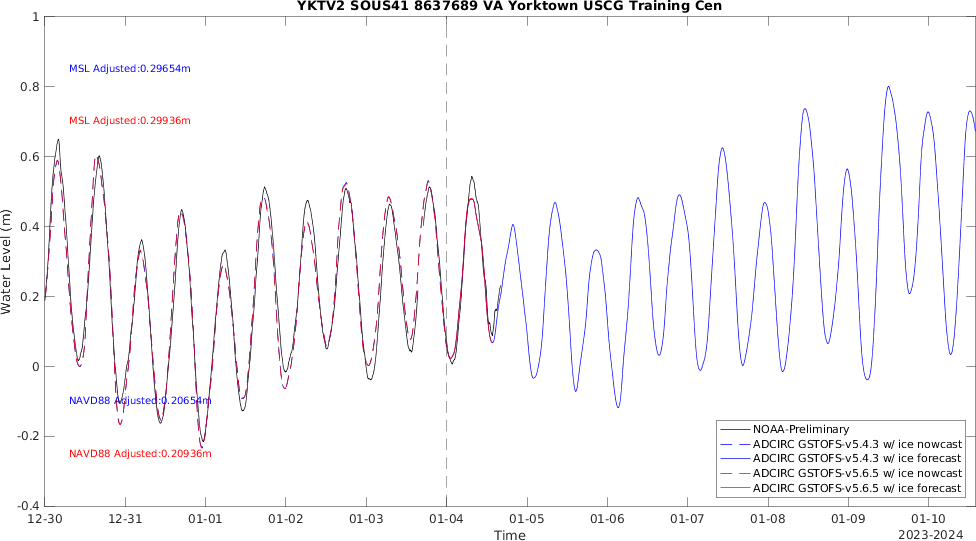 YKTV2 SOUS41 8637689 VA Yorktown USCG Training Cen
1
0.8
0.6
0.4
0.2
0
-0.2
-0.4
Water Level (m)
MSL Adjusted:0.29654m
MSL Adjusted:0.29936m
NAVD88 Adjusted:0.20654m
NAVD88 Adjusted:0.20936m
NOAA-Preliminary
ADCIRC GSTOFS-v5.4.3 w/ ice nowcast
ADCIRC GSTOFS-v5.4.3 w/ ice forecast
ADCIRC GSTOFS-v5.6.5 w/ ice nowcast
ADCIRC GSTOFS-v5.6.5 w/ ice forecast
12-30 12-31 01-01 01-02 01-03 01-04 01-05 01-06 01-07 01-08 01-09 01-10
Time
2023-2024